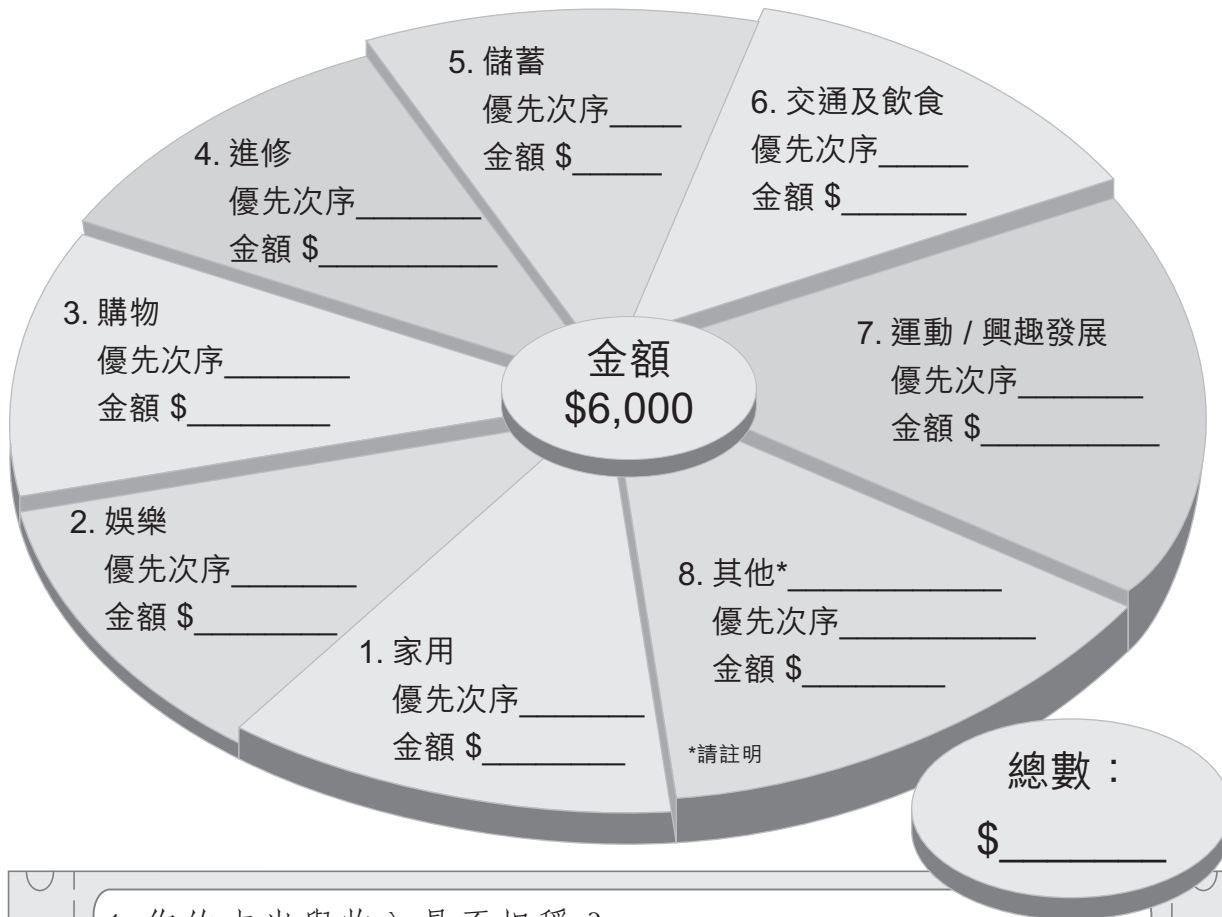 5. 儲蓄
優先次序____
金額 $_____
6. 交通及飲食
優先次序_____
金額 $_______
4. 進修
優先次序_______
金額 $__________
3. 購物
優先次序_______
金額 $________
金額
$6,000
7. 運動 / 興趣發展
優先次序_______
金額 $__________
2. 娛樂
優先次序_______
金額 $________
8. 其他*____________
優先次序___________
金額 $________
1. 家用
優先次序_______
金額 $________
*請註明
總數：
$_______